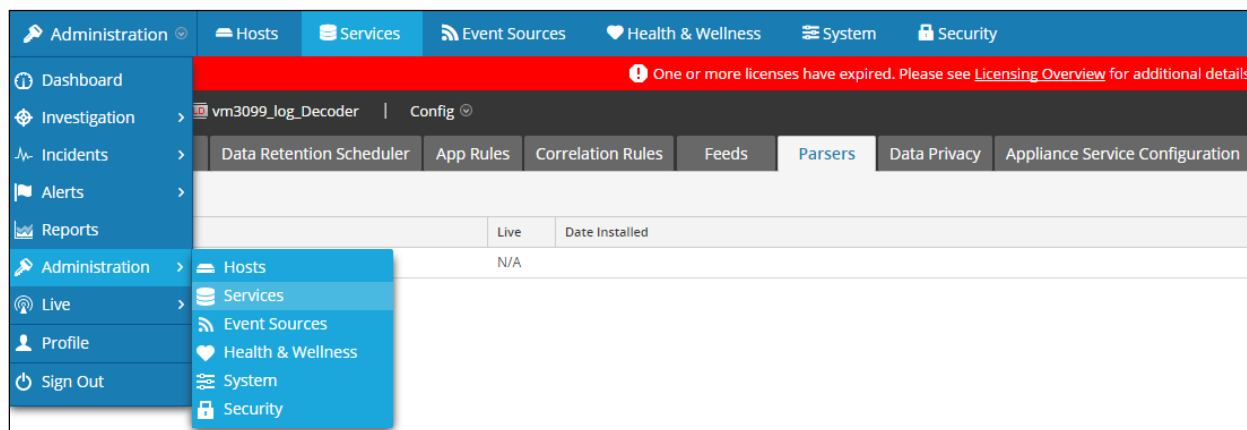 Administration Hosts Services Event Sources Health & Wellness System Security
Dashboard
One or more licenses have expired. Please see Licensing Overview for additional details
Investigation
vm3099_log_Decoder | Config
Incidents
Data Retention Scheduler App Rules Correlation Rules Feeds Parsers Data Privacy Appliance Service Configuration
Alerts
Reports
Live Date Installed
Administration
N/A
Hosts
Services
Live
Event Sources
Profile
Health & Wellness
Sign Out
System
Security